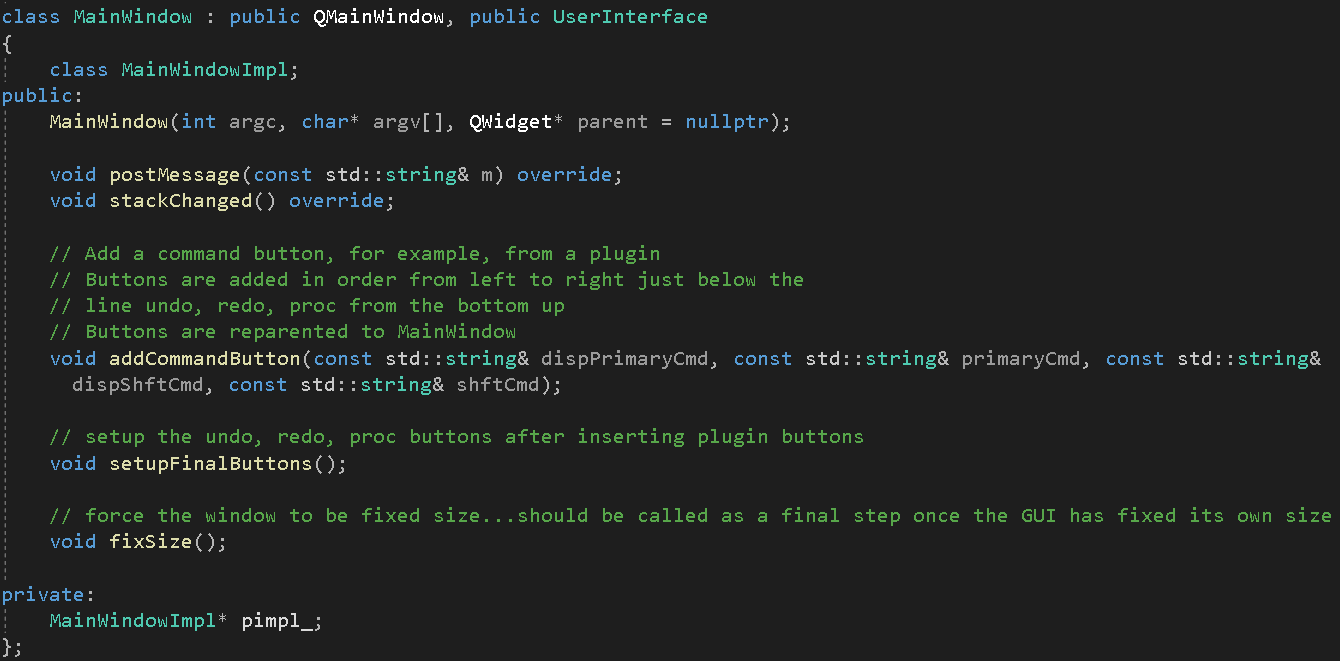 class MainWindow : public QMainWindow, public UserInterface
{
    class MainWindowImpl;
public:
    MainWindow(int argc, char* argv[], QWidget* parent = nullptr);

    void postMessage(const std::string& m) override;
    void stackChanged() override;

    // Add a command button, for example, from a plugin
    // Buttons are added in order from left to right just below the
    // line undo, redo, proc from the bottom up
    // Buttons are reparented to MainWindow
    void addCommandButton(const std::string& dispPrimaryCmd, const std::string& primaryCmd, const std::string&
      dispShftCmd, const std::string& shftCmd);

    // setup the undo, redo, proc buttons after inserting plugin buttons
    void setupFinalButtons();

    // force the window to be fixed size...should be called as a final step once the GUI has fixed its own size
    void fixSize();

private:
    MainWindowImpl* pimpl_;
};